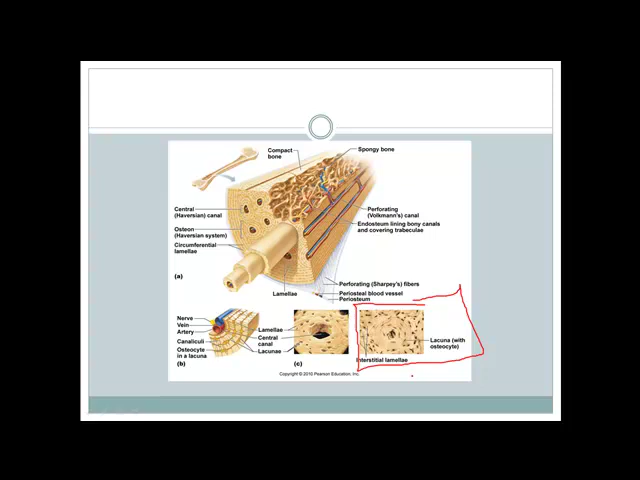 Compact
bone
Spongy bone
Central
(Haversian) canal
Osteon
(Haversian system)
Circumferential
lamellae
Perforating
(Volkmann's) canal
Endosteum lining bony canals
and covering trabeculae
(a)
Lamellae
Perforating (Sharpey's) fibers
Periosteal blood vessel
Periosteum
Nerve
Vein
Artery
Canaliculi
Osteocyte
in a lacuna
(b)
Lamellae
Central
canal
Lacunae
(c)
Lacuna (with
osteocyte)
Interstitial lamellae
Copyright © 2010 Pearson Education, Inc.